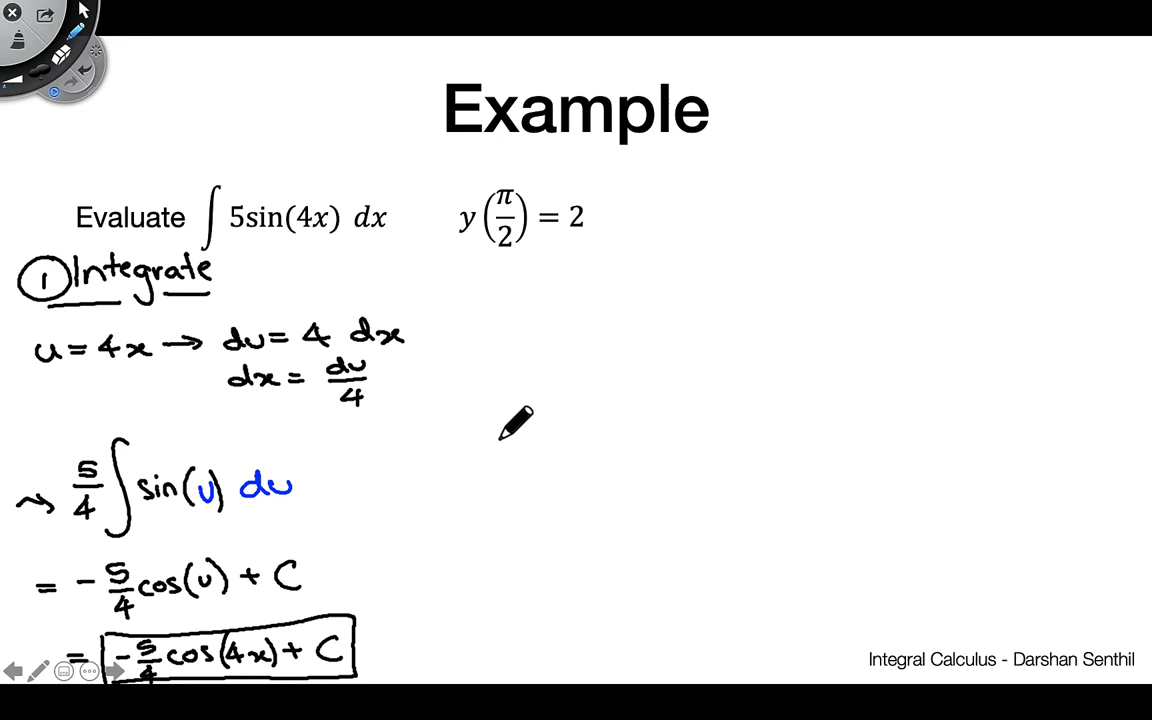 Example
Evaluate ∫ 5sin(4x) dx    y(π/2) = 2
① Integrate
u = 4x → du = 4 dx
dx = du/4
⇝ 5/4 ∫ sin(u) du
= - 5/4 cos(u) + C
= - 5/4 cos(4x) + C
Integral Calculus - Darshan Senthil